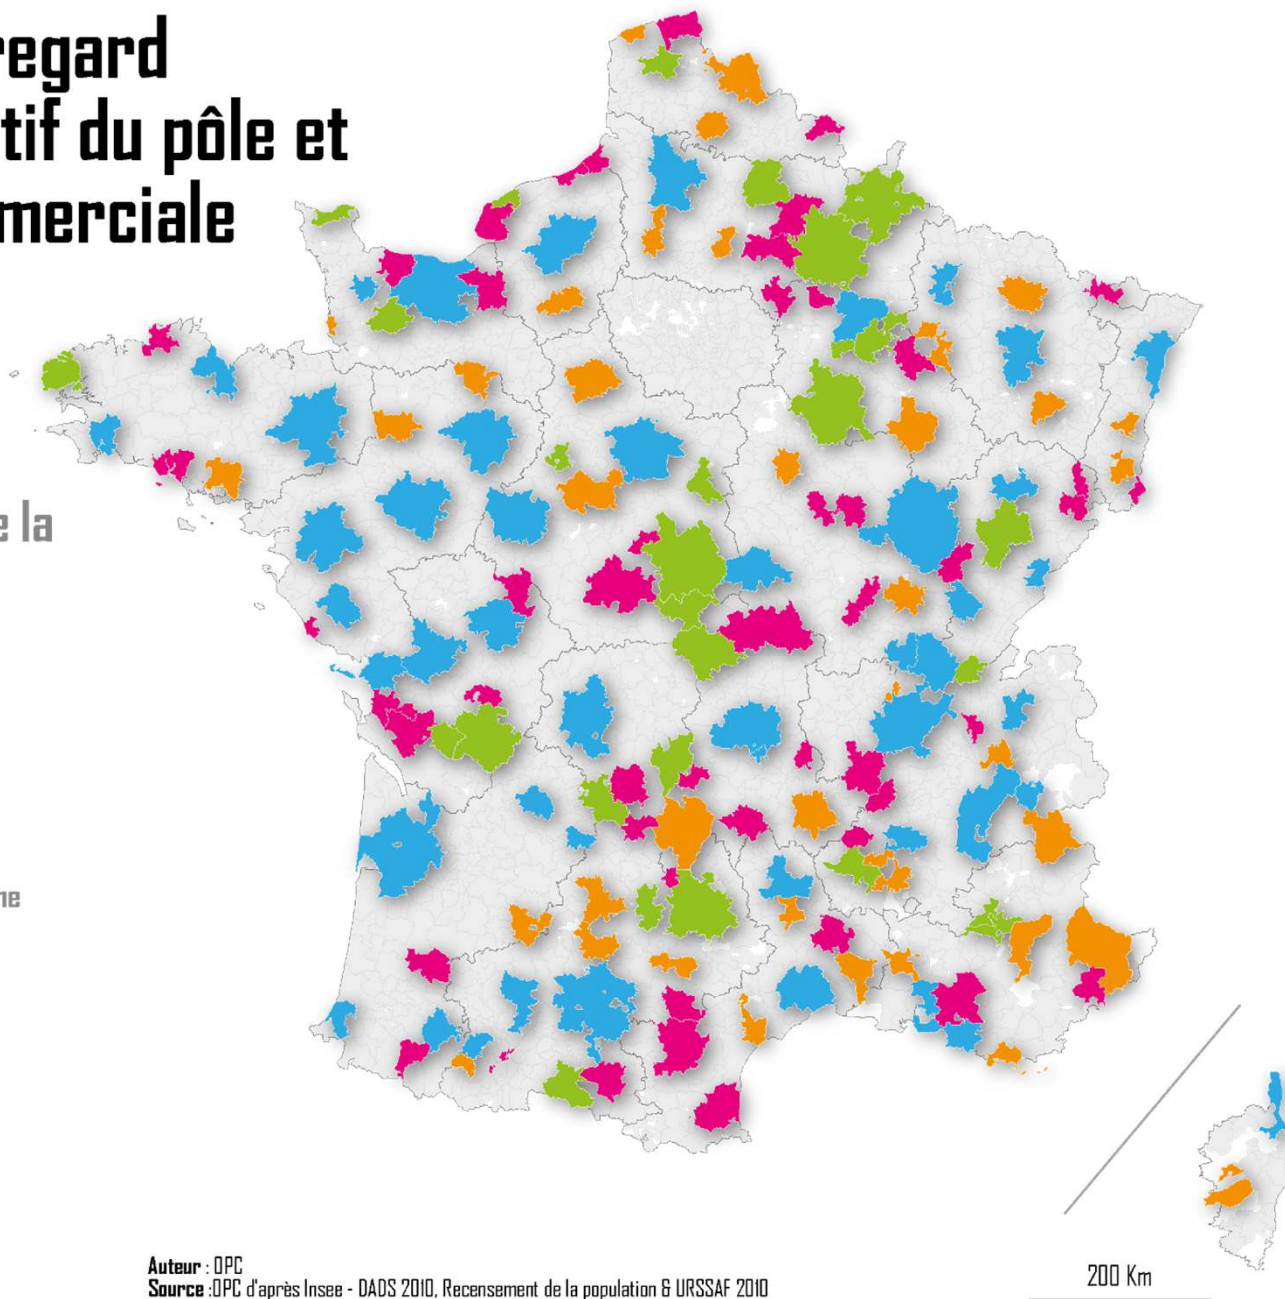 regard
tif du pôle et
merciale
e la
ne
Auteur : OPC
Source :OPC d'après Insee - DADS 2010, Recensement de la population & URSSAF 2010
200 Km